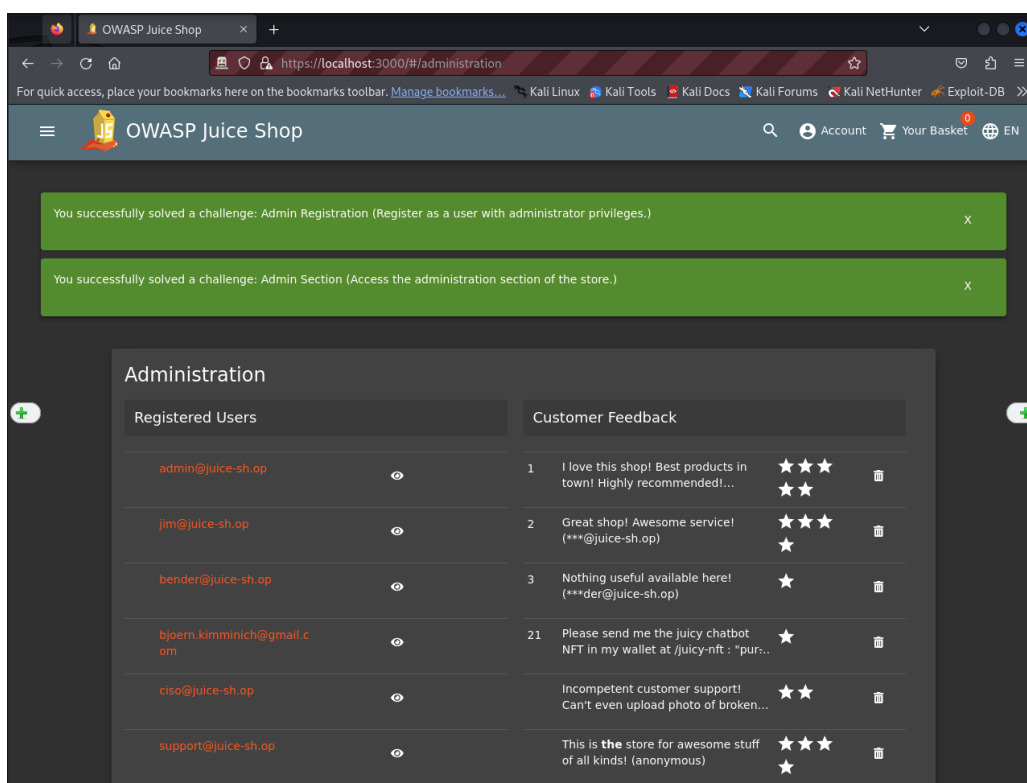 OWASP Juice Shop
https://localhost:3000/#/administration
For quick access, place your bookmarks here on the bookmarks toolbar. Manage bookmarks...
Kali Linux
Kali Tools
Kali Docs
Kali Forums
Kali NetHunter
Exploit-DB
OWASP Juice Shop
Account
Your Basket
0
EN
You successfully solved a challenge: Admin Registration (Register as a user with administrator privileges.)
X
You successfully solved a challenge: Admin Section (Access the administration section of the store.)
X
Administration
Registered Users
Customer Feedback
admin@juice-sh.op
1
I love this shop! Best products in
town! Highly recommended!...
jim@juice-sh.op
2
Great shop! Awesome service!
(***@juice-sh.op)
bender@juice-sh.op
3
Nothing useful available here!
(***der@juice-sh.op)
bjoern.kimminich@gmail.c
om
21
Please send me the juicy chatbot
NFT in my wallet at /juicy-nft : "pur-...
ciso@juice-sh.op
Incompetent customer support!
Can't even upload photo of broken...
support@juice-sh.op
This is the store for awesome stuff
of all kinds! (anonymous)